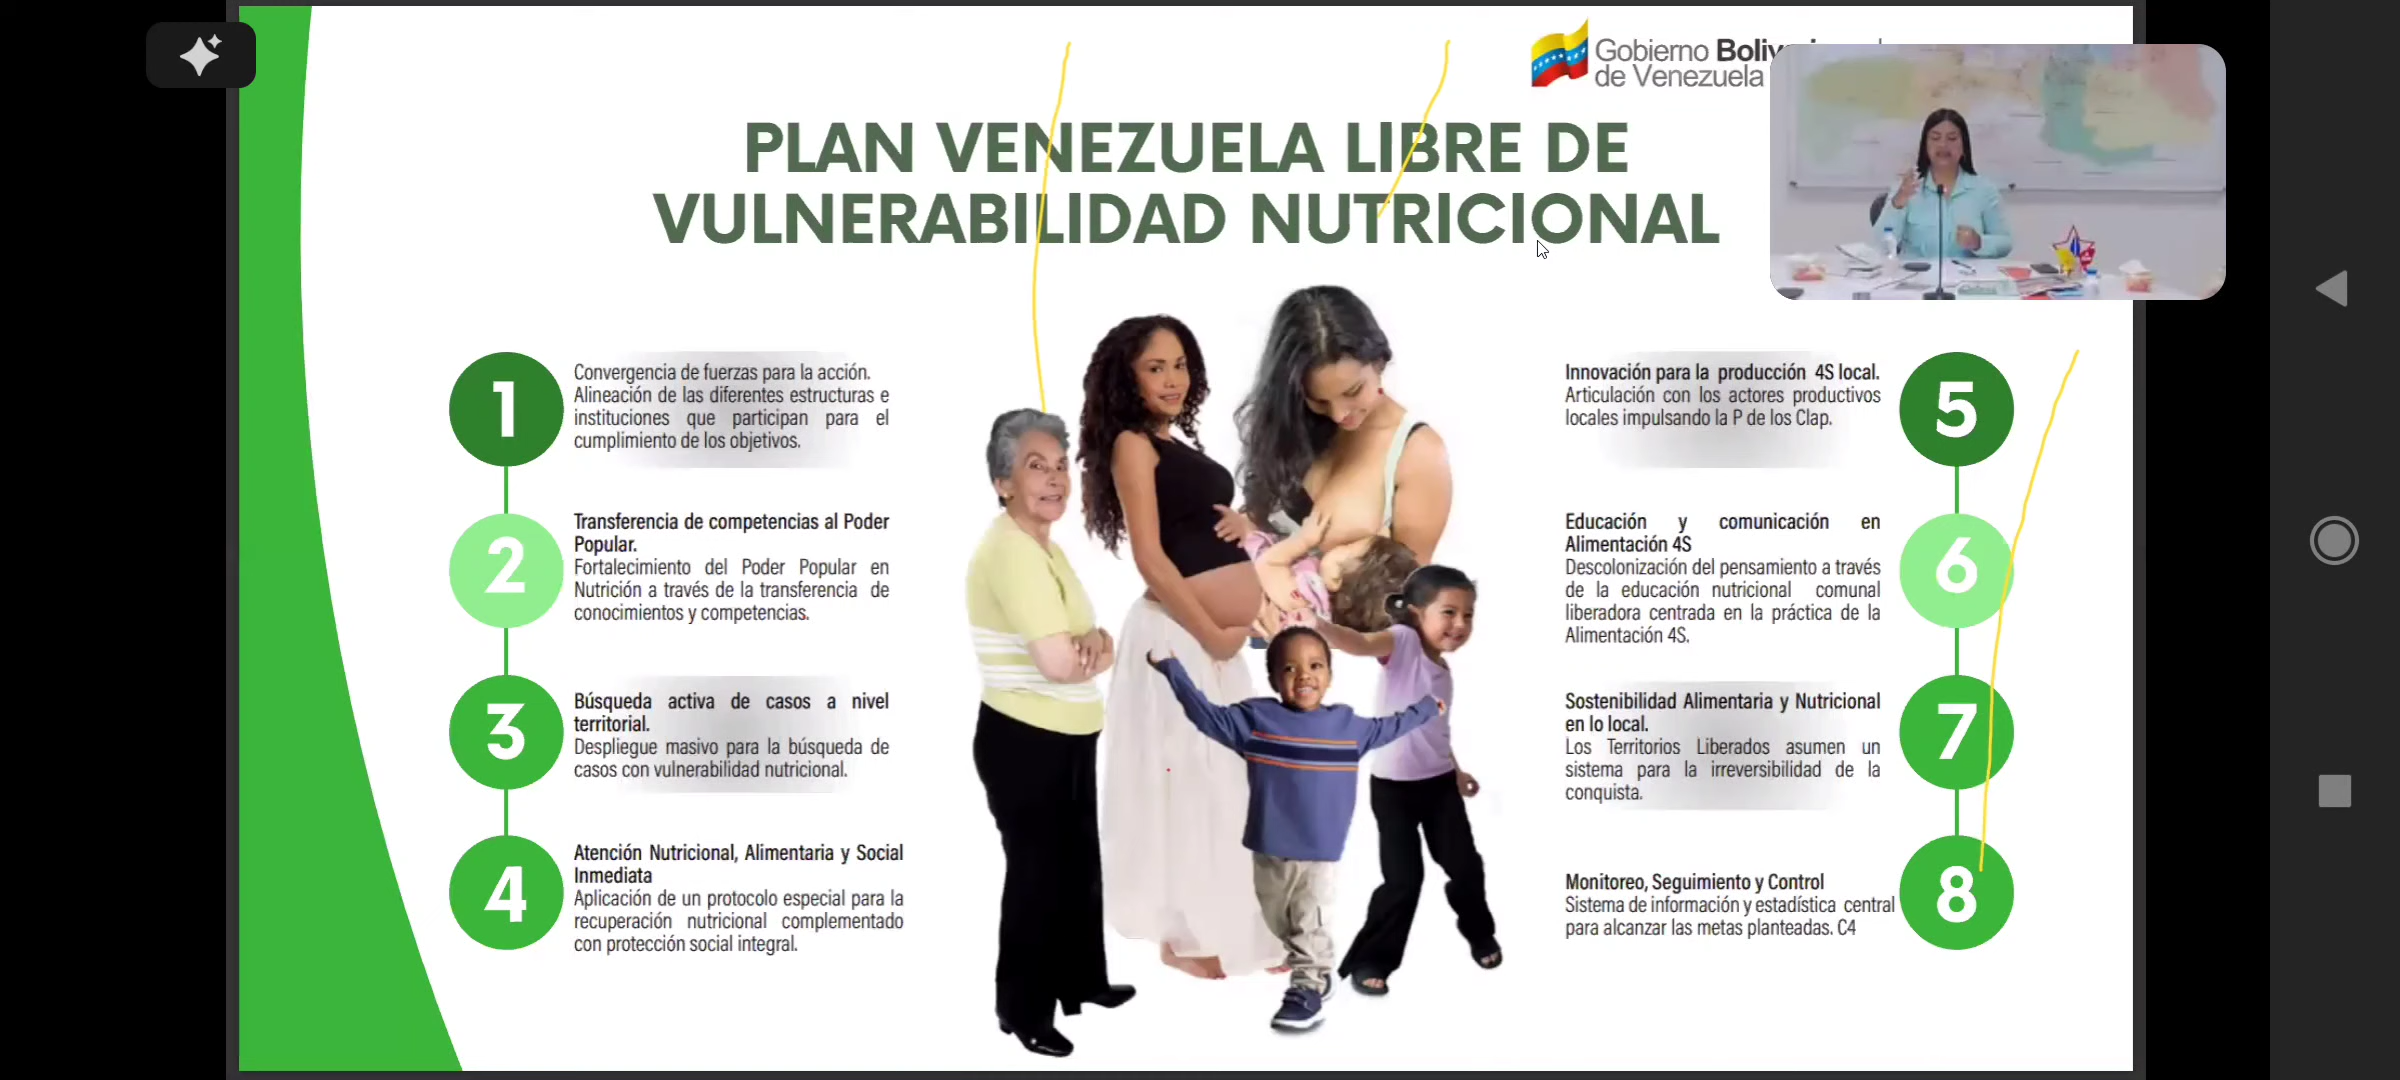 Gobierno
de Venezuela
PLAN VENEZUELA LIBRE DE
VULNERABILIDAD NUTRICIONAL
1
Convergencia de fuerzas para la acción.
Alineación de las diferentes estructuras e
instituciones que participan para el
cumplimiento de los objetivos.
2
Transferencia de competencias al Poder
Popular.
Fortalecimiento del Poder Popular en
Nutrición a través de la transferencia de
conocimientos y competencias.
3
Búsqueda activa de casos a nivel
territorial.
Despliegue masivo para la búsqueda de
casos con vulnerabilidad nutricional.
4
Atención Nutricional, Alimentaria y Social
Inmediata
Aplicación de un protocolo especial para la
recuperación nutricional complementado
con protección social integral.
Innovación para la producción 4S local.
Articulación con los actores productivos
locales impulsando la P de los Clap.
5
Educación y comunicación en
Alimentación 4S
Descolonización del pensamiento a través
de la educación nutricional comunal
liberadora centrada en la práctica de la
Alimentación 4S.
6
Sostenibilidad Alimentaria y Nutricional
en lo local.
Los Territorios Liberados asumen un
sistema para la irreversibilidad de la
conquista.
7
Monitoreo, Seguimiento y Control
Sistema de información y estadística central
para alcanzar las metas planteadas. C4
8